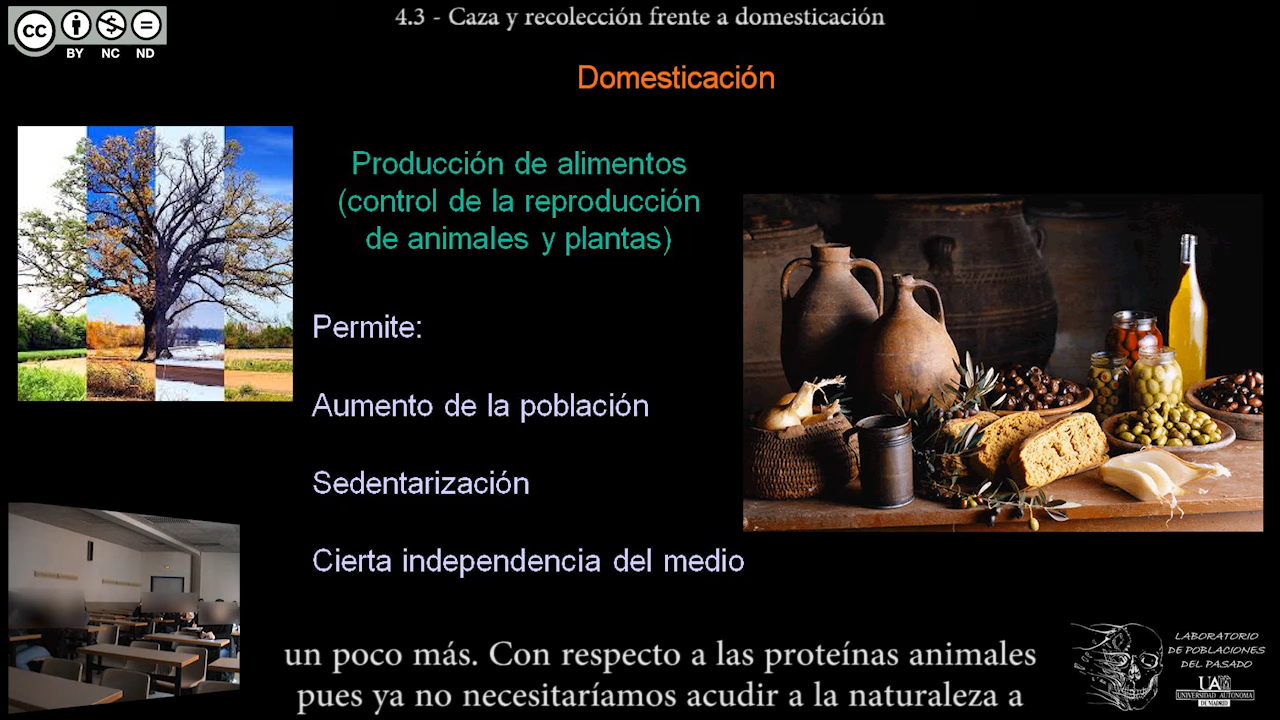 4.3 - Caza y recolección frente a domesticación
cc
BY NC ND
Domesticación
Producción de alimentos
(control de la reproducción
de animales y plantas)
Permite:
Aumento de la población
Sedentarización
Cierta independencia del medio
un poco más. Con respecto a las proteínas animales
pues ya no necesitaríamos acudir a la naturaleza a
LABORATORIO
DE POBLACIONES
DEL PASADO
UAM
UNIVERSIDAD AUTONOMA
DE MADRID